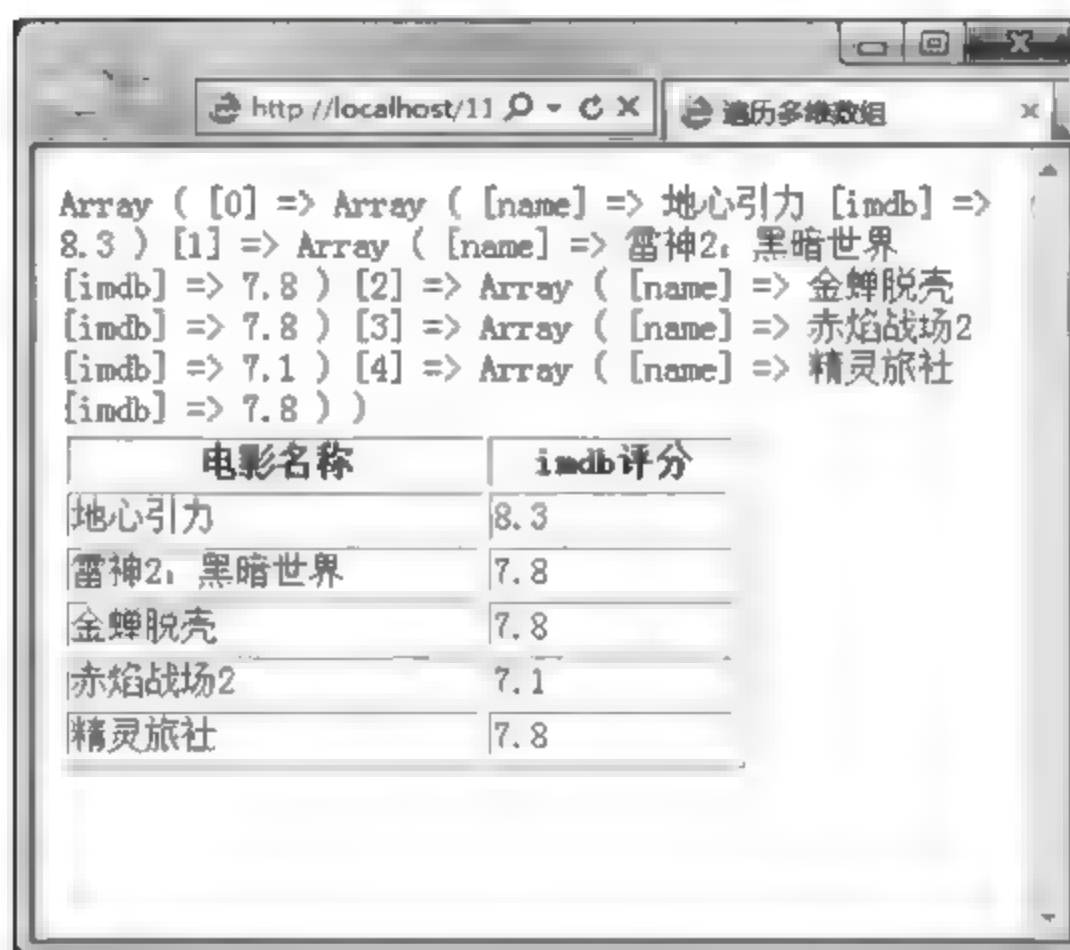 http //localhost/11
遍历多维数组
Array ( [0] => Array ( [name] => 地心引力 [imdb] =>
8.3 ) [1] => Array ( [name] => 雷神2：黑暗世界
[imdb] => 7.8 ) [2] => Array ( [name] => 金蝉脱壳
[imdb] => 7.8 ) [3] => Array ( [name] => 赤焰战场2
[imdb] => 7.1 ) [4] => Array ( [name] => 精灵旅社
[imdb] => 7.8 ) )
电影名称 imdb评分
地心引力 8.3
雷神2：黑暗世界 7.8
金蝉脱壳 7.8
赤焰战场2 7.1
精灵旅社 7.8